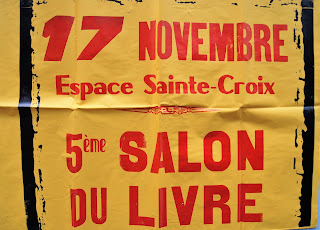 17 NOVEMBRE
Espace Sainte-Croix
5ème SALON
DU LIVRE